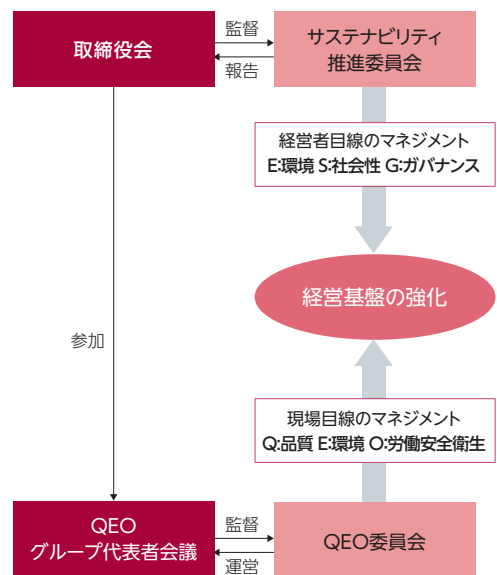 取締役会
監督
報告
サステナビリティ
推進委員会
経営者目線のマネジメント
E:環境 S:社会性 G:ガバナンス
経営基盤の強化
参加
現場目線のマネジメント
Q:品質 E:環境 O:労働安全衛生
QEO
グループ代表者会議
監督
運営
QEO委員会